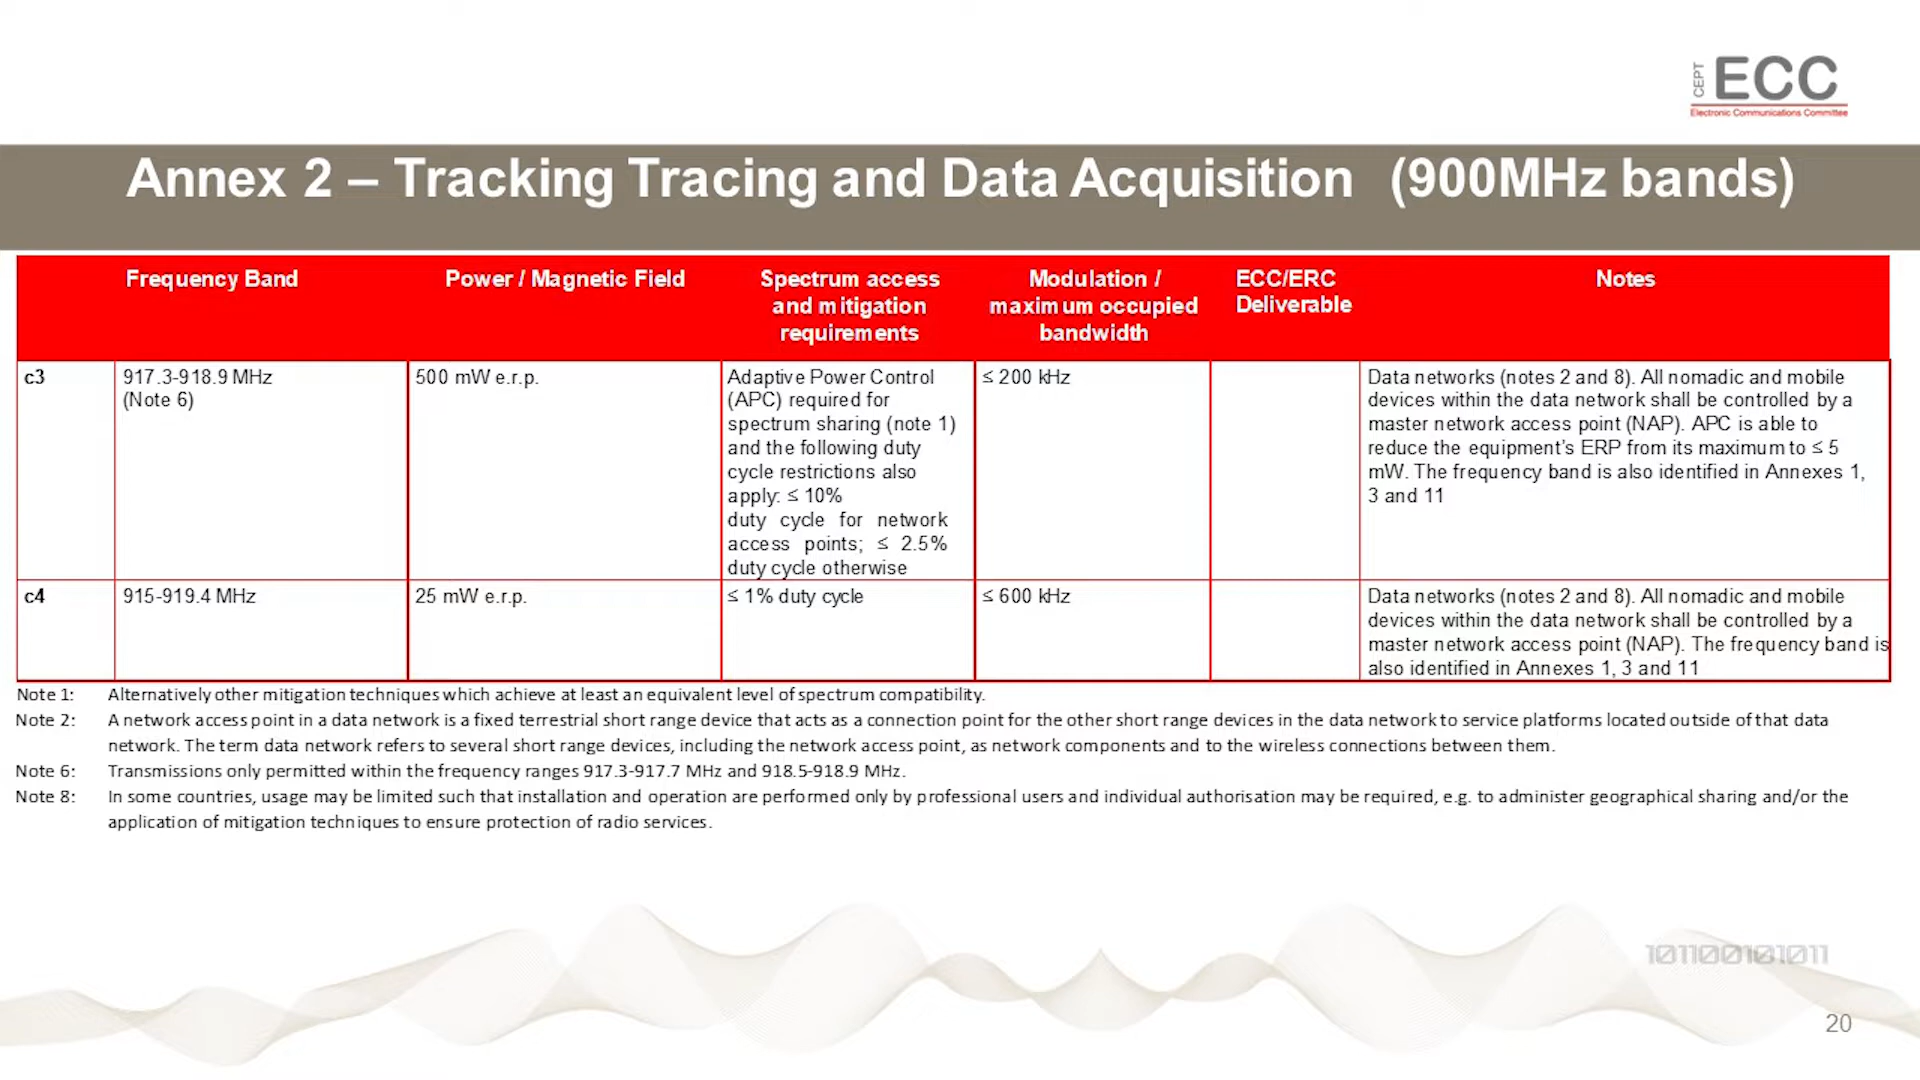 CEPT ECC
Electronic Communications Committee
Annex 2 – Tracking Tracing and Data Acquisition (900MHz bands)
Frequency Band
Power / Magnetic Field
Spectrum access
and mitigation
requirements
Modulation /
maximum occupied
bandwidth
ECC/ERC
Deliverable
Notes
c3
917.3-918.9 MHz
(Note 6)
500 mW e.r.p.
Adaptive Power Control
(APC) required for
spectrum sharing (note 1)
and the following duty
cycle restrictions also
apply: ≤ 10%
duty cycle for network
access points; ≤ 2.5%
duty cycle otherwise
≤ 200 kHz
Data networks (notes 2 and 8). All nomadic and mobile
devices within the data network shall be controlled by a
master network access point (NAP). APC is able to
reduce the equipment's ERP from its maximum to ≤ 5
mW. The frequency band is also identified in Annexes 1,
3 and 11
c4
915-919.4 MHz
25 mW e.r.p.
≤ 1% duty cycle
≤ 600 kHz
Data networks (notes 2 and 8). All nomadic and mobile
devices within the data network shall be controlled by a
master network access point (NAP). The frequency band is
also identified in Annexes 1, 3 and 11
Note 1: Alternatively other mitigation techniques which achieve at least an equivalent level of spectrum compatibility.
Note 2: A network access point in a data network is a fixed terrestrial short range device that acts as a connection point for the other short range devices in the data network to service platforms located outside of that data
network. The term data network refers to several short range devices, including the network access point, as network components and to the wireless connections between them.
Note 6: Transmissions only permitted within the frequency ranges 917.3-917.7 MHz and 918.5-918.9 MHz.
Note 8: In some countries, usage may be limited such that installation and operation are performed only by professional users and individual authorisation may be required, e.g. to administer geographical sharing and/or the
application of mitigation techniques to ensure protection of radio services.
101100101011
20